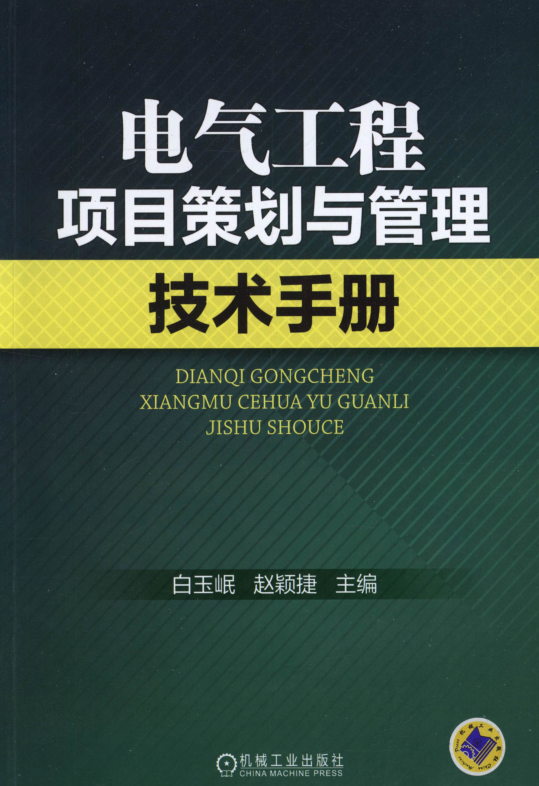 电气工程
项目策划与管理
技术手册
DIANQI GONGCHENG
XIANGMU CEHUA YU GUANLI
JISHU SHOUCE
白玉岷 赵颖捷 主编
机械工业出版社
CHINA MACHINE PRESS